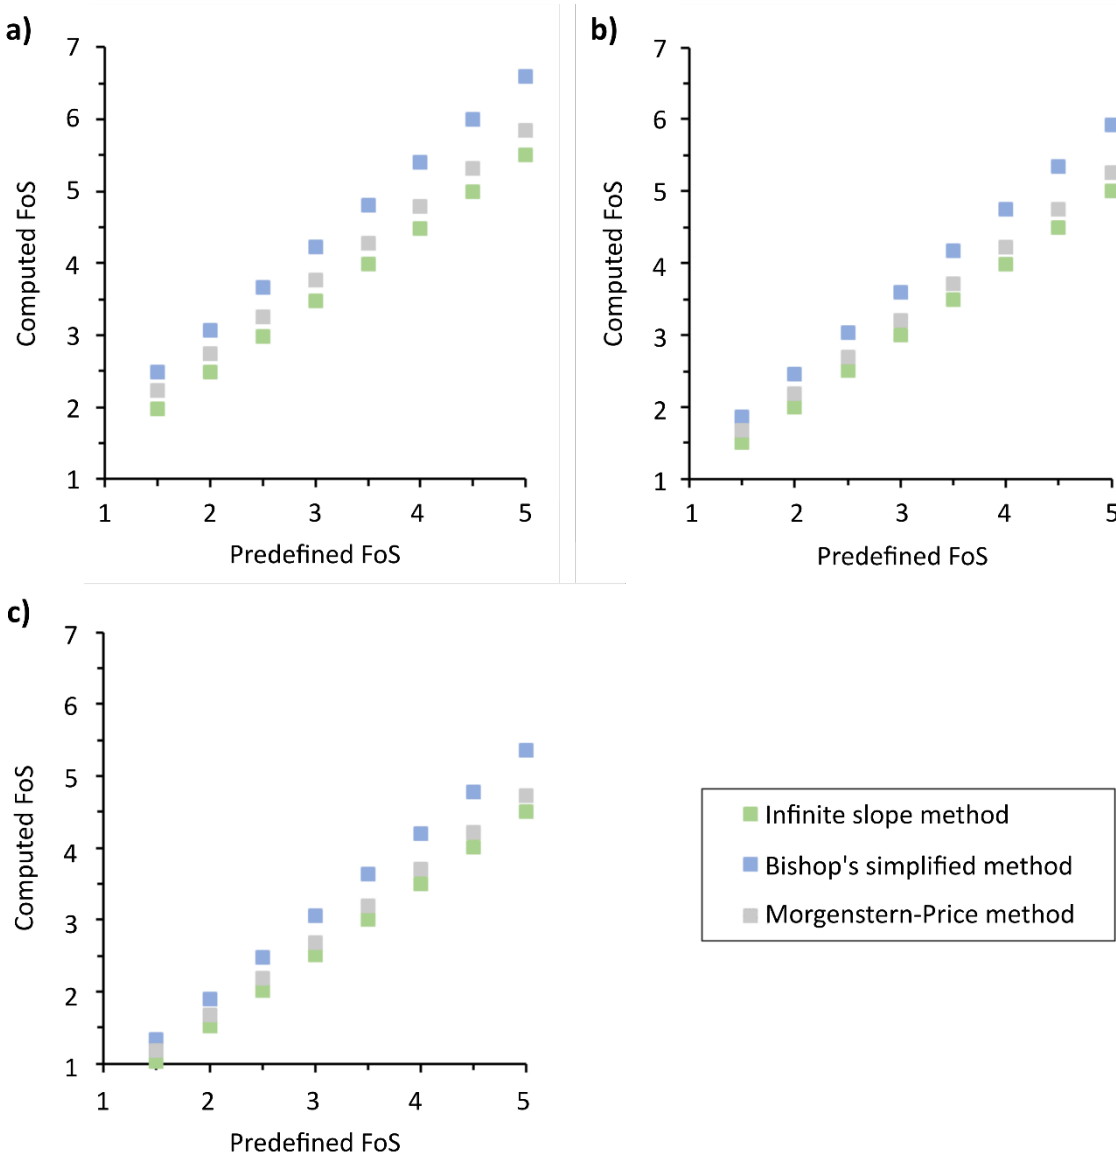 a)
7
6
5
4
3
2
1
Computed FoS
1 2 3 4 5
Predefined FoS
b)
7
6
5
4
3
2
1
Computed FoS
1 2 3 4 5
Predefined FoS
c)
7
6
5
4
3
2
1
Computed FoS
1 2 3 4 5
Predefined FoS
Infinite slope method
Bishop's simplified method
Morgenstern-Price method